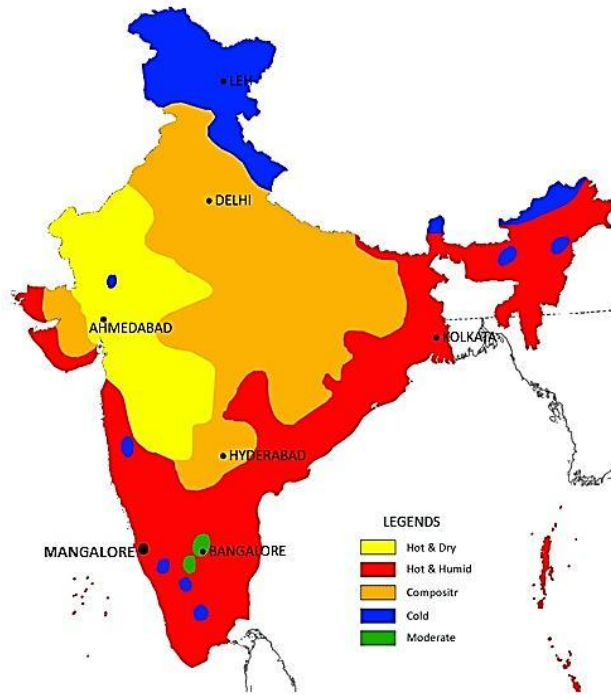 LEH
DELHI
AHMEDABAD
KOLKATA
HYDERABAD
MANGALORE
BANGALORE
LEGENDS
Hot & Dry
Hot & Humid
Compositr
Cold
Moderate